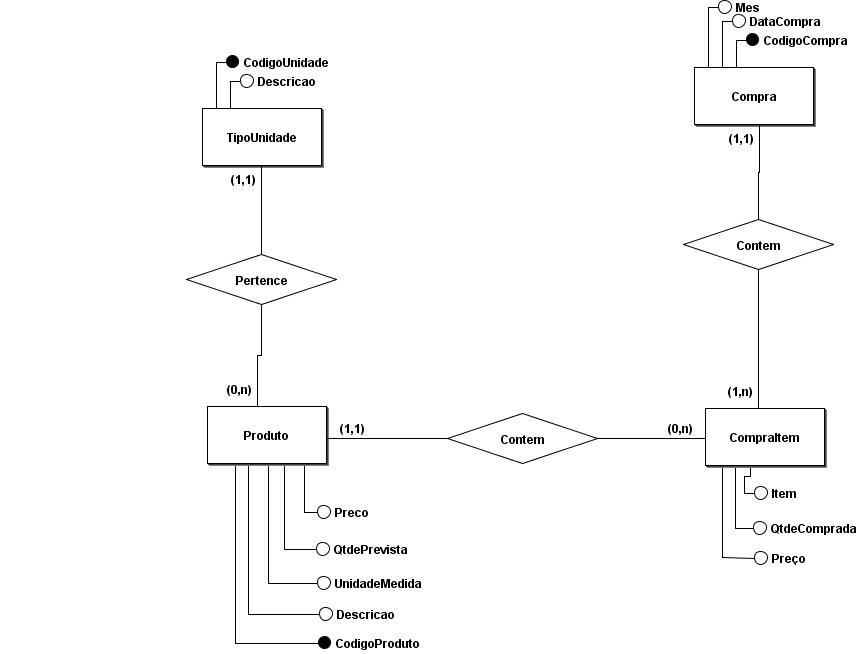 Mes
DataCompra
CodigoCompra
Compra
(1,1)
CodigoUnidade
Descricao
TipoUnidade
(1,1)
Contem
Pertence
(0,n)
(1,n)
Produto
(1,1)
Contem
(0,n)
CompraItem
Preco
QtdePrevista
UnidadeMedida
Descricao
CodigoProduto
Item
QtdeComprada
Preço